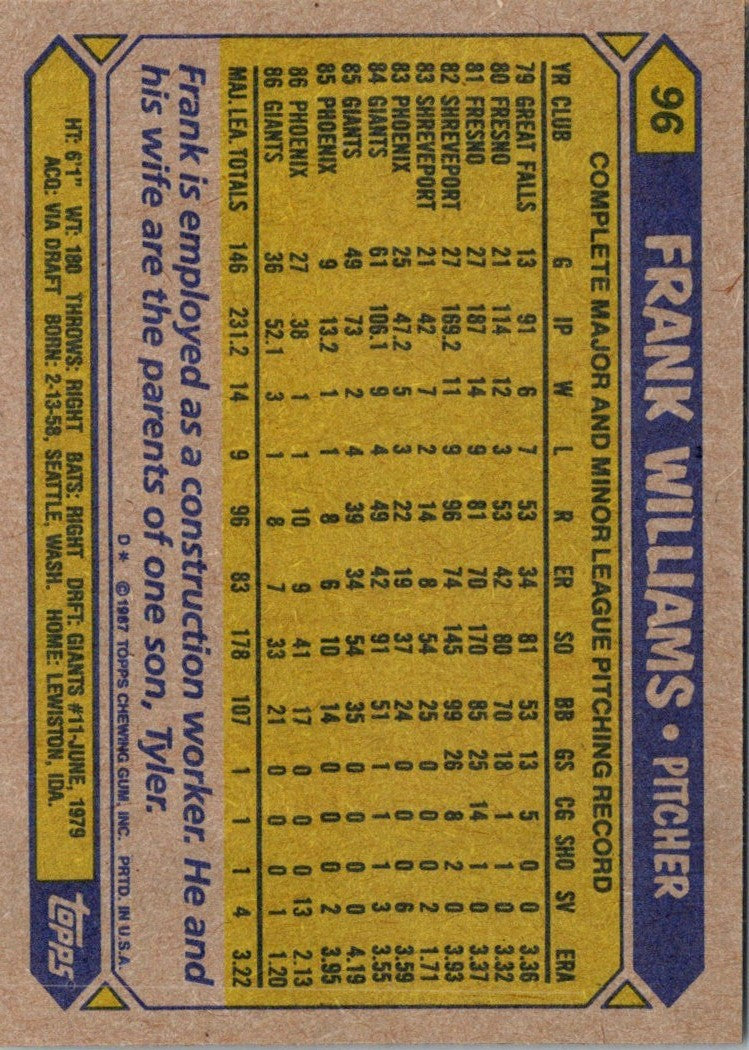 96 FRANK WILLIAMS • PITCHER
COMPLETE MAJOR AND MINOR LEAGUE PITCHING RECORD
YR CLUB G IP W L R ER SO BB GS CG SHO SV ERA
79 GREAT FALLS 13 91 6 7 53 34 81 53 13 5 0 0 3.36
80 FRESNO 21 114 12 3 53 42 80 70 18 1 1 0 3.32
81 FRESNO 27 187 14 9 81 70 170 85 25 14 1 0 3.37
82 SHREVEPORT 27 169.2 11 9 96 74 145 99 26 8 2 0 3.93
83 SHREVEPORT 21 42 7 2 14 8 54 25 0 0 0 2 1.71
83 PHOENIX 25 47.2 5 3 22 19 37 24 0 0 0 6 3.59
84 GIANTS 61 106.1 9 4 49 42 91 51 1 1 1 3 3.55
85 GIANTS 49 73 2 4 39 34 54 35 0 0 0 0 4.19
85 PHOENIX 9 13.2 1 1 8 6 10 14 0 0 0 2 3.95
86 PHOENIX 27 38 1 1 10 9 41 17 0 0 0 13 2.13
86 GIANTS 36 52.1 3 1 8 7 33 21 0 0 0 1 1.20
MAJ. LEA. TOTALS 146 231.2 14 9 96 83 178 107 1 1 1 4 3.22
Frank is employed as a construction worker. He and
his wife are the parents of one son, Tyler.
D* ©1987 TOPPS CHEWING GUM, INC. PRTD. IN U.S.A.
HT: 6'1" WT: 180 THROWS: RIGHT BATS: RIGHT DRFT: GIANTS #11-JUNE, 1979
ACQ: VIA DRAFT BORN: 2-13-58, SEATTLE, WASH. HOME: LEWISTON, IDA.
topps